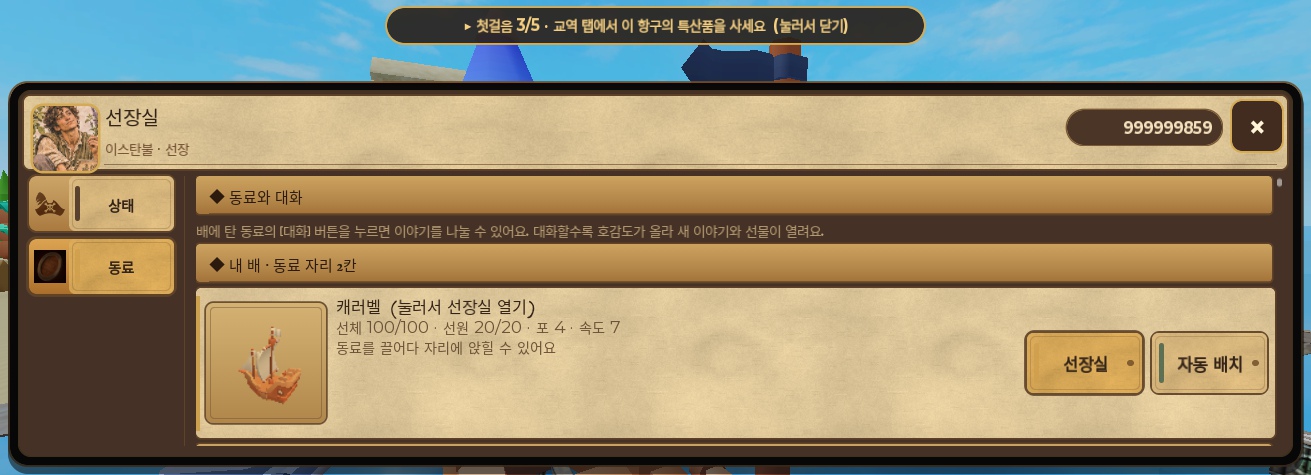 ▸ 첫걸음 3/5 · 교역 탭에서 이 항구의 특산품을 사세요 (눌러서 닫기)
선장실
999999859
×
이스탄불 · 선장
상태
동료
◆ 동료와 대화
배에 탄 동료의 [대화] 버튼을 누르면 이야기를 나눌 수 있어요. 대화할수록 호감도가 올라 새 이야기와 선물이 열려요.
◆ 내 배 · 동료 자리 2칸
캐러벨 (눌러서 선장실 열기)
선체 100/100 · 선원 20/20 · 포 4 · 속도 7
동료를 끌어다 자리에 앉힐 수 있어요
선장실
자동 배치